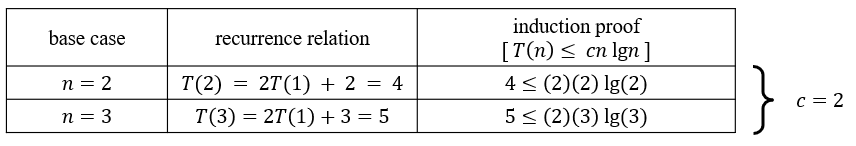 base case
recurrence relation
induction proof
[ T(n) ≤ cn lgn ]
n = 2
T(2) = 2T(1) + 2 = 4
4 ≤ (2)(2) lg(2)
n = 3
T(3) = 2T(1) + 3 = 5
5 ≤ (2)(3) lg(3)
c = 2